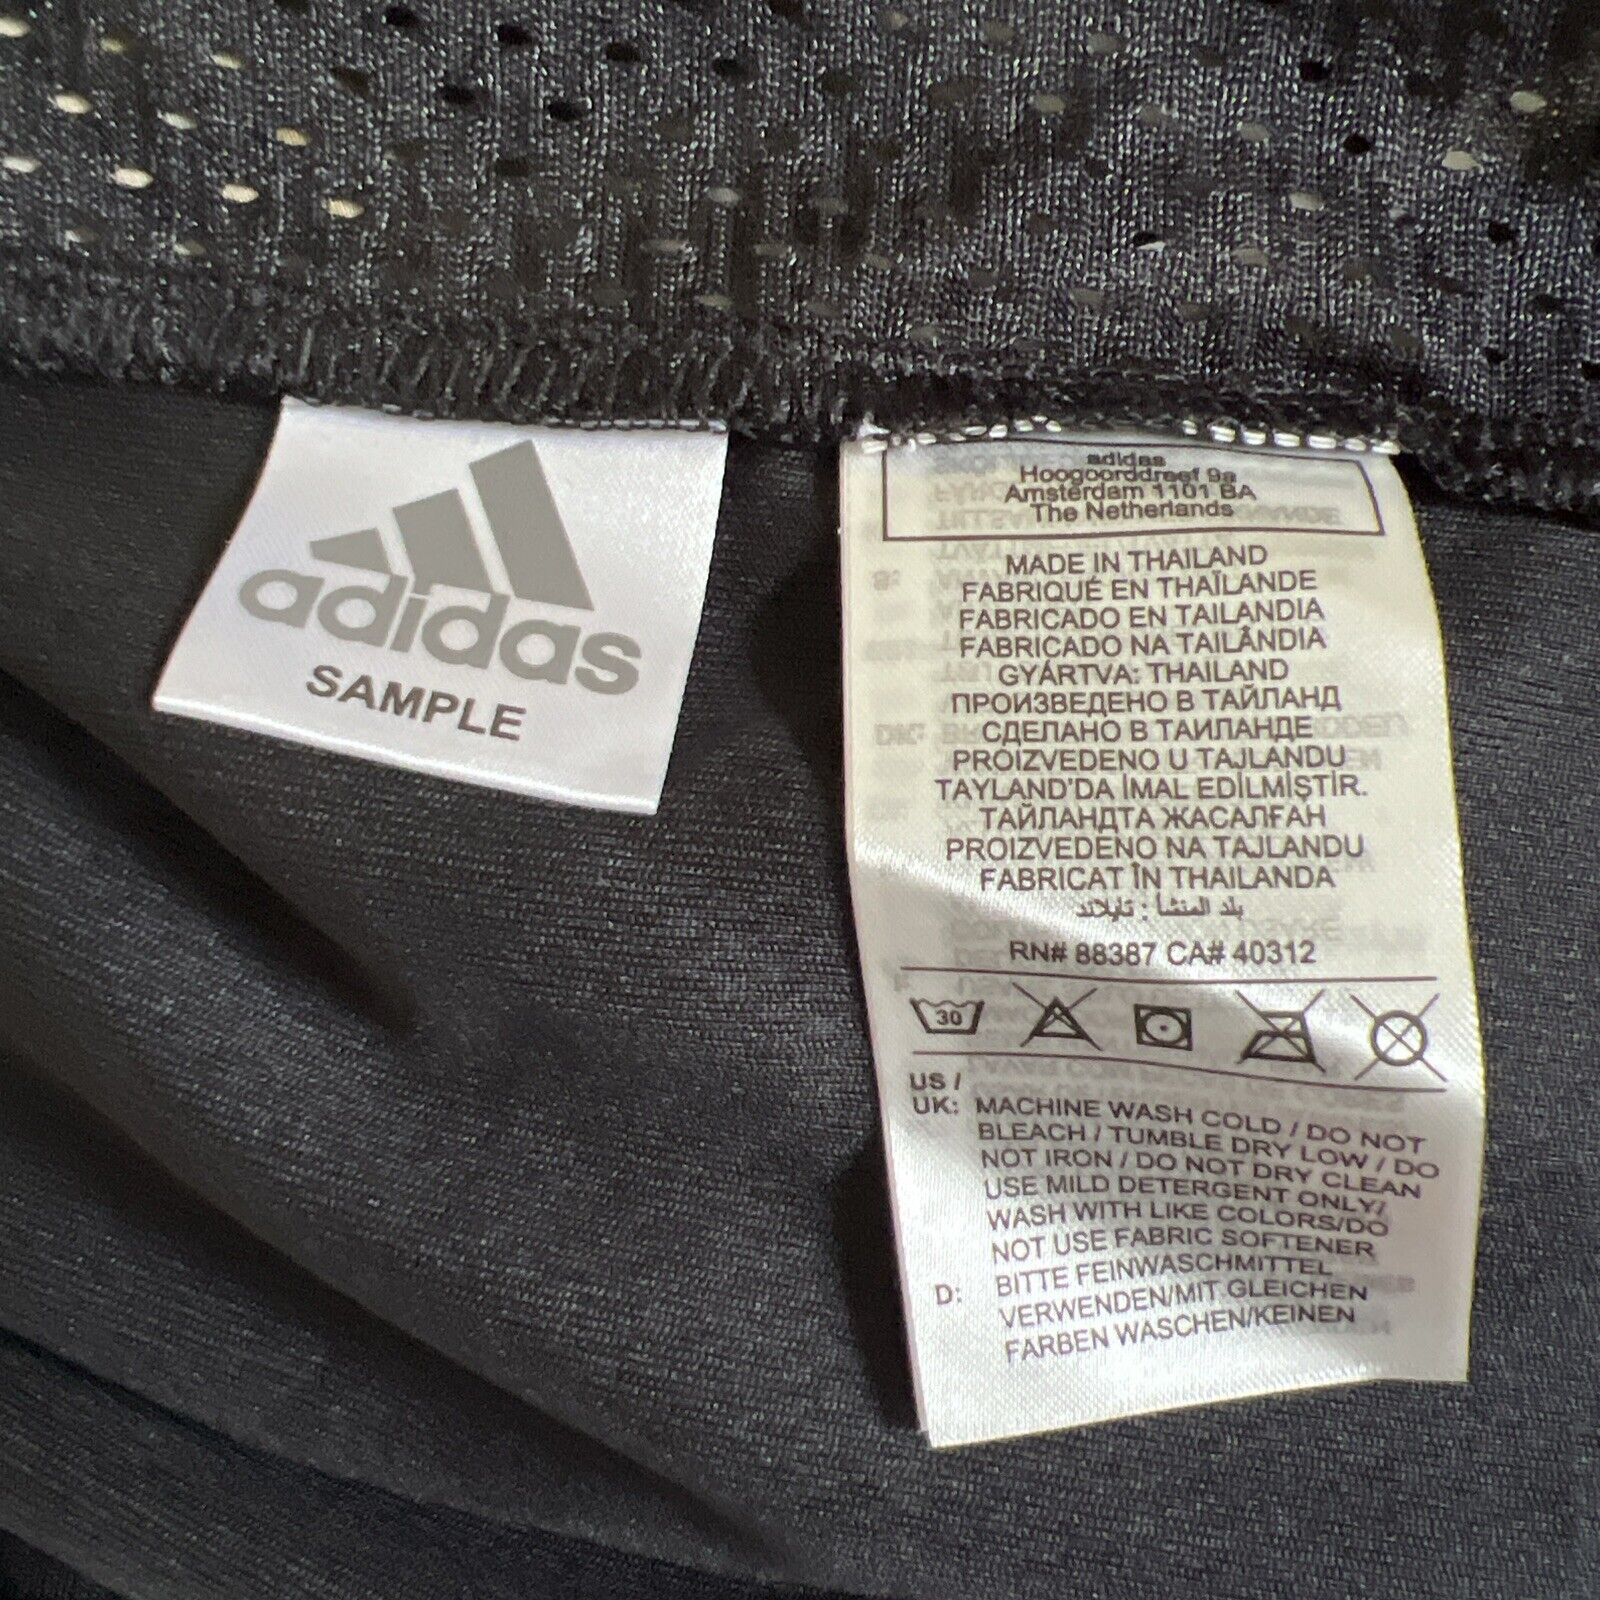 adidas
SAMPLE
adidas
Hoogoorddreef 9a
Amsterdam 1101 BA
The Netherlands
MADE IN THAILAND
FABRIQUÉ EN THAÏLANDE
FABRICADO EN TAILANDIA
FABRICADO NA TAILÂNDIA
GYÁRTVA: THAILAND
ПРОИЗВЕДЕНО В ТАЙЛАНД
СДЕЛАНО В ТАИЛАНДЕ
PROIZVEDENO U TAJLANDU
TAYLAND'DA İMAL EDİLMİŞTİR.
ТАЙЛАНДТА ЖАСАЛҒАН
PROIZVEDENO NA TAJLANDU
FABRICAT ÎN THAILANDA
بلد المنشأ : تايلاند
RN# 88387 CA# 40312
30
US /
UK: MACHINE WASH COLD / DO NOT
BLEACH / TUMBLE DRY LOW / DO
NOT IRON / DO NOT DRY CLEAN
USE MILD DETERGENT ONLY/
WASH WITH LIKE COLORS/DO
NOT USE FABRIC SOFTENER
D: BITTE FEINWASCHMITTEL
VERWENDEN/MIT GLEICHEN
FARBEN WASCHEN/KEINEN